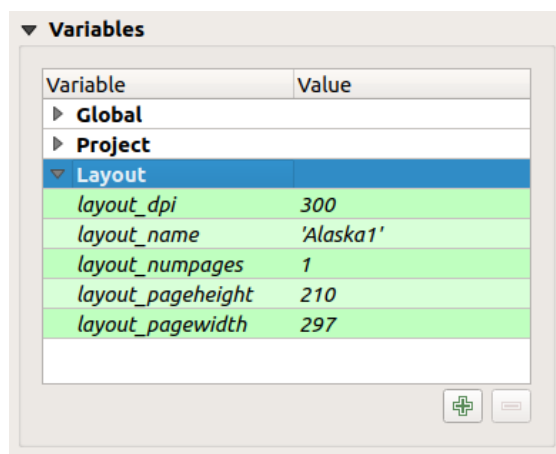 Variables
Variable Value
Global
Project
Layout
layout_dpi 300
layout_name 'Alaska1'
layout_numpages 1
layout_pageheight 210
layout_pagewidth 297